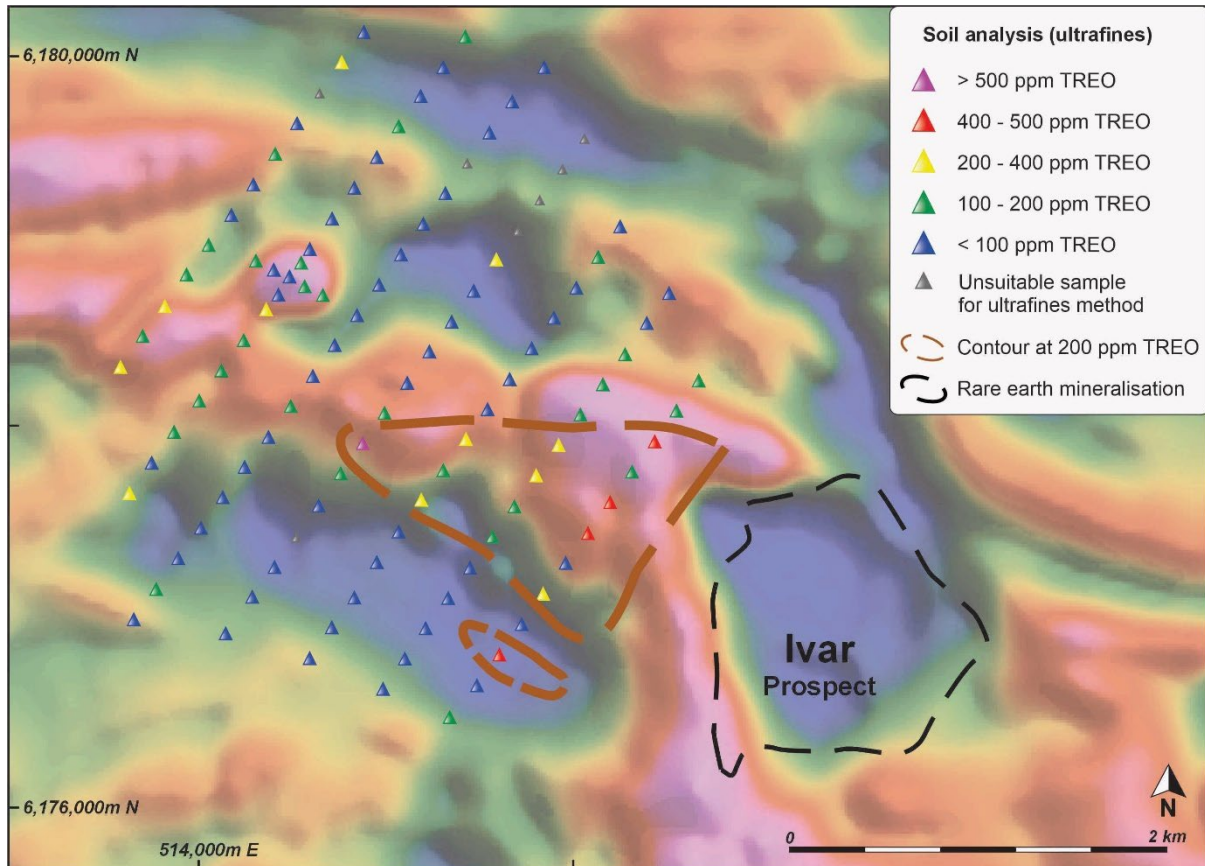 6,180,000m N
Soil analysis (ultrafines)
> 500 ppm TREO
400 - 500 ppm TREO
200 - 400 ppm TREO
100 - 200 ppm TREO
< 100 ppm TREO
Unsuitable sample
for ultrafines method
Contour at 200 ppm TREO
Rare earth mineralisation
Ivar
Prospect
6,176,000m N
514,000m E
N
0
2 km